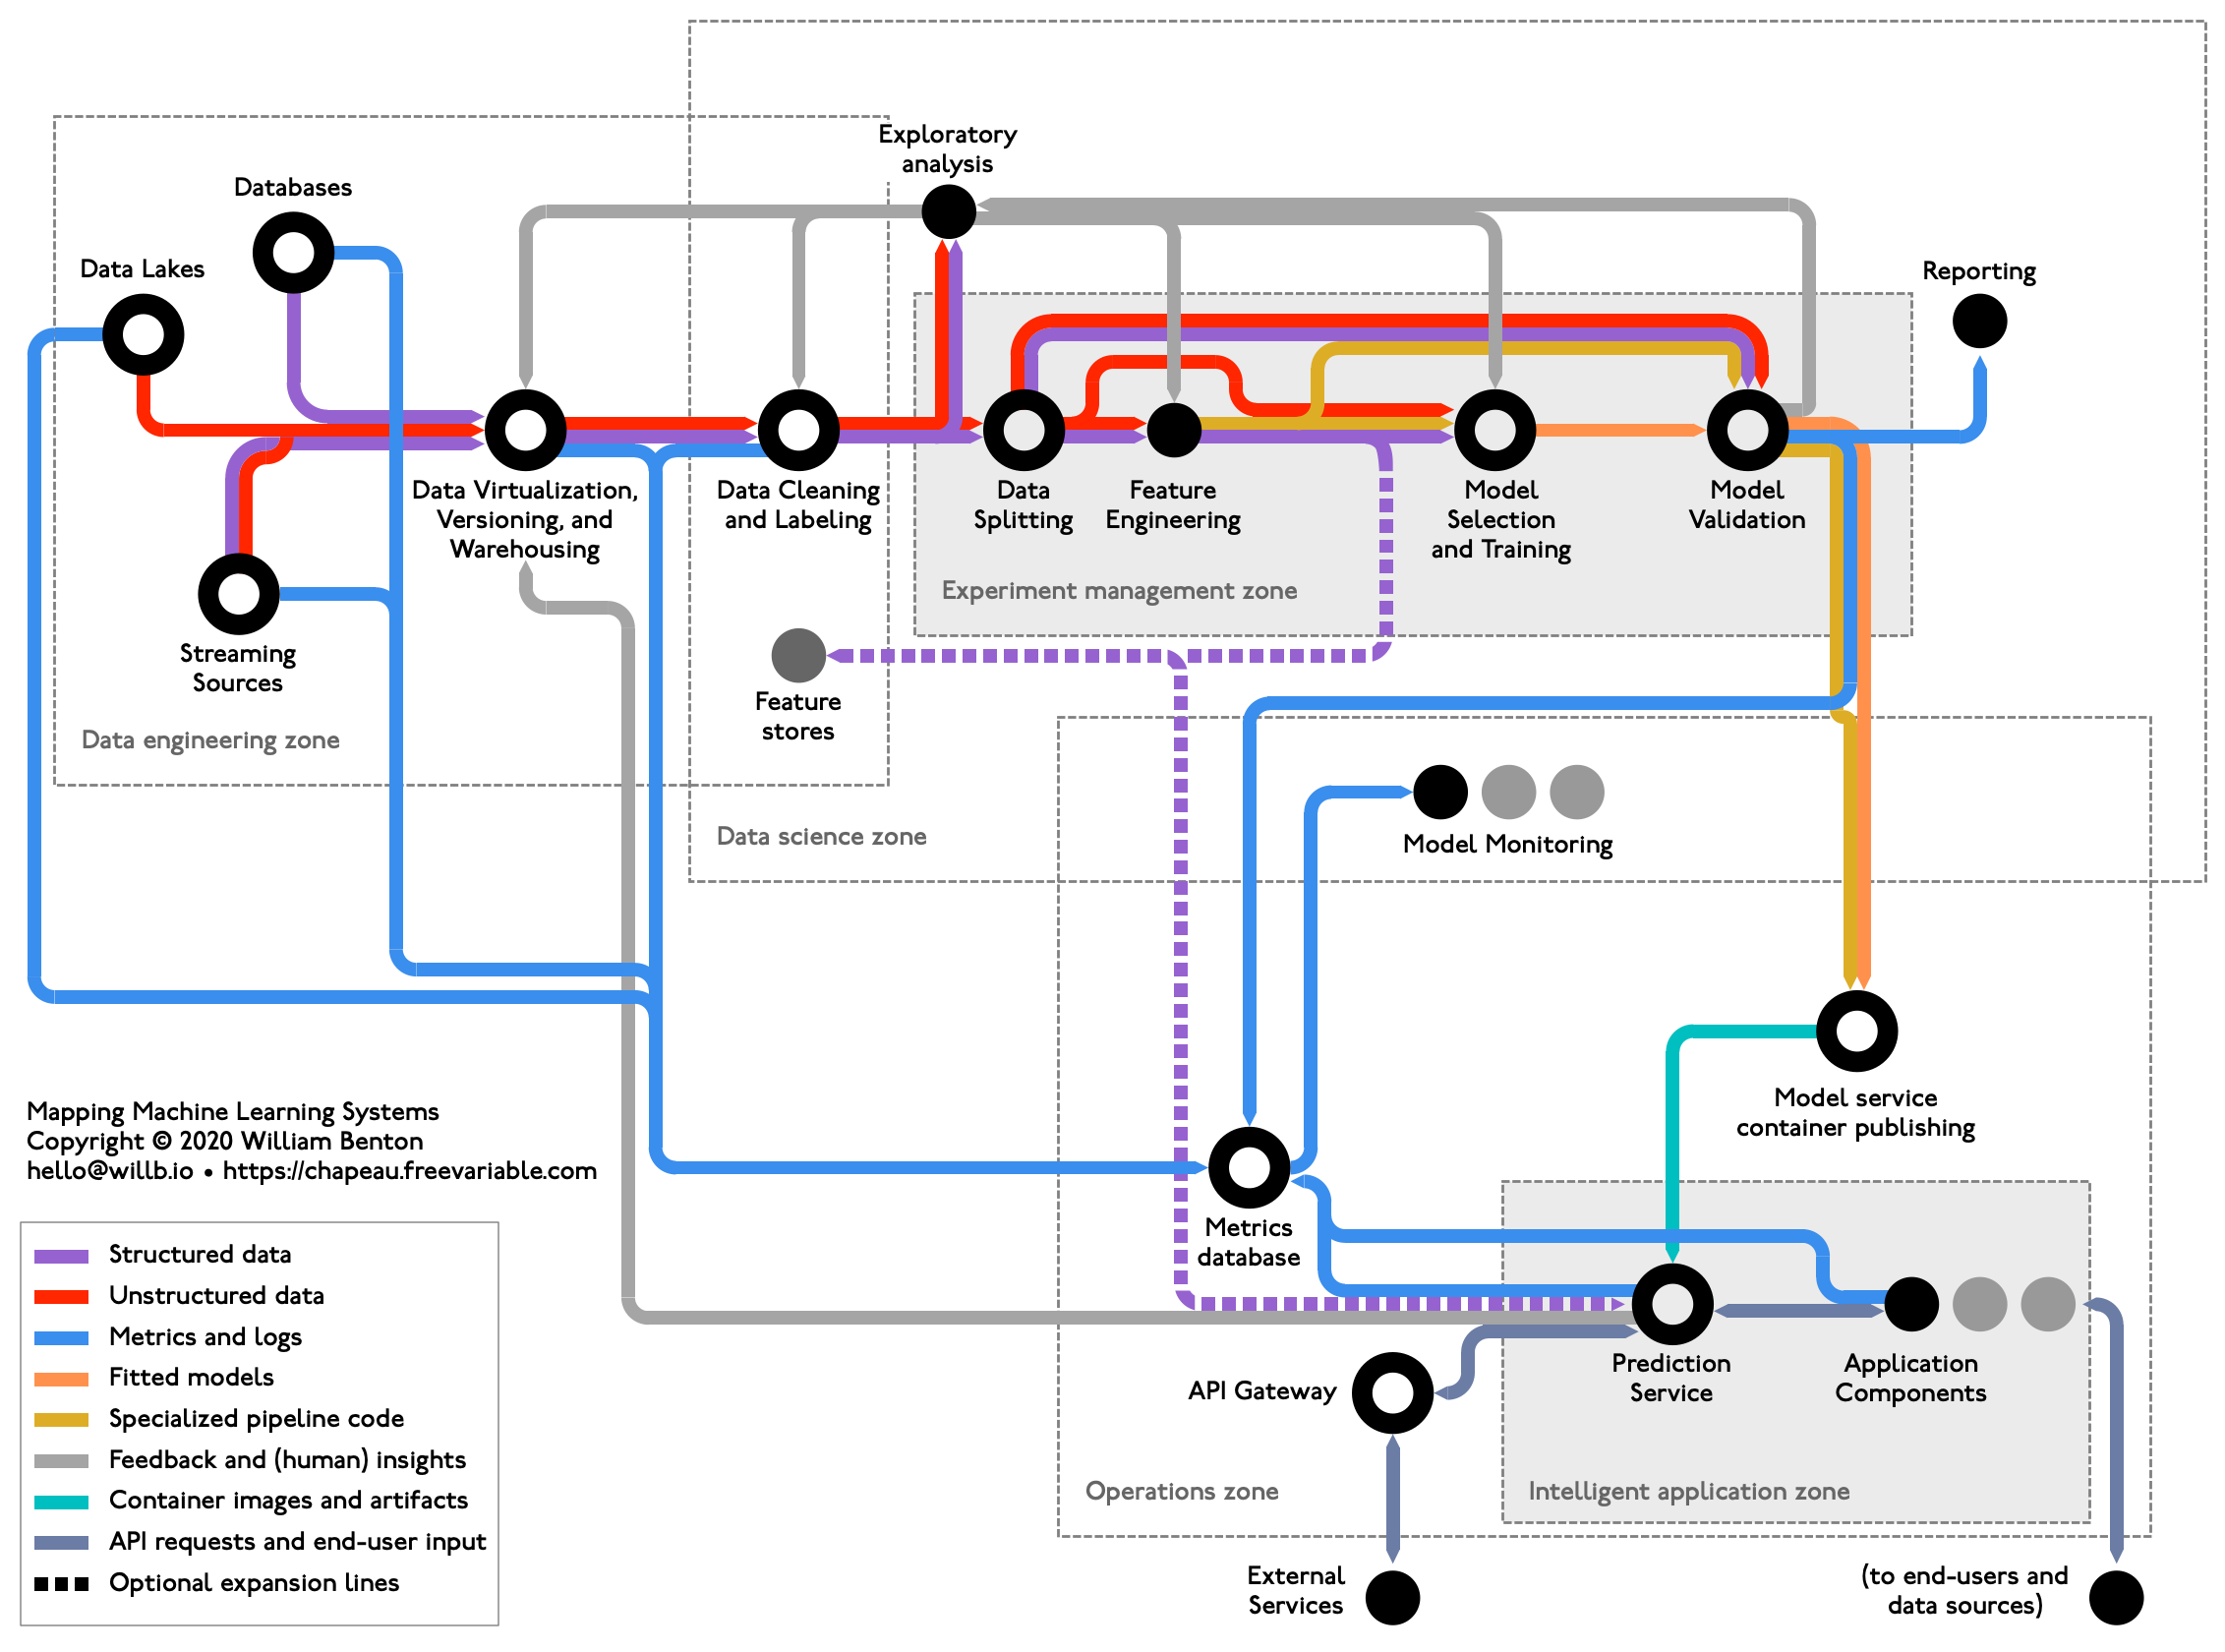 Exploratory
analysis
Databases
Data Lakes
Reporting
Data Virtualization,
Versioning, and
Warehousing
Data Cleaning
and Labeling
Data
Splitting
Feature
Engineering
Model
Selection
and Training
Model
Validation
Experiment management zone
Streaming
Sources
Feature
stores
Data engineering zone
Data science zone
Model Monitoring
Model service
container publishing
Mapping Machine Learning Systems
Copyright © 2020 William Benton
hello@willb.io • https://chapeau.freevariable.com
Metrics
database
Prediction
Service
Application
Components
API Gateway
Operations zone
Intelligent application zone
External
Services
(to end-users and
data sources)
Structured data
Unstructured data
Metrics and logs
Fitted models
Specialized pipeline code
Feedback and (human) insights
Container images and artifacts
API requests and end-user input
Optional expansion lines